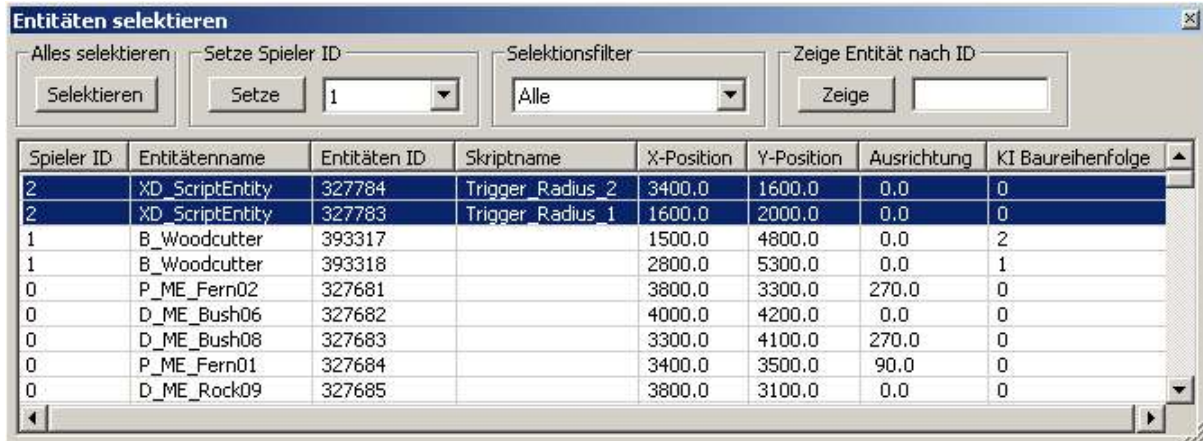 Entitäten selektieren
Alles selektieren Setze Spieler ID Selektionsfilter Zeige Entität nach ID
Selektieren Setze 1 Alle Zeige
Spieler ID Entitätenname Entitäten ID Skriptname X-Position Y-Position Ausrichtung KI Baureihenfolge
2 XD_ScriptEntity 327784 Trigger_Radius_2 3400.0 1600.0 0.0 0
2 XD_ScriptEntity 327783 Trigger_Radius_1 1600.0 2000.0 0.0 0
1 B_Woodcutter 393317 1500.0 4800.0 0.0 2
1 B_Woodcutter 393318 2800.0 5300.0 0.0 1
0 P_ME_Fern02 327681 3800.0 3300.0 270.0 0
0 D_ME_Bush06 327682 4000.0 4200.0 0.0 0
0 D_ME_Bush08 327683 3300.0 4100.0 270.0 0
0 P_ME_Fern01 327684 3400.0 3500.0 90.0 0
0 D_ME_Rock09 327685 3800.0 3100.0 0.0 0